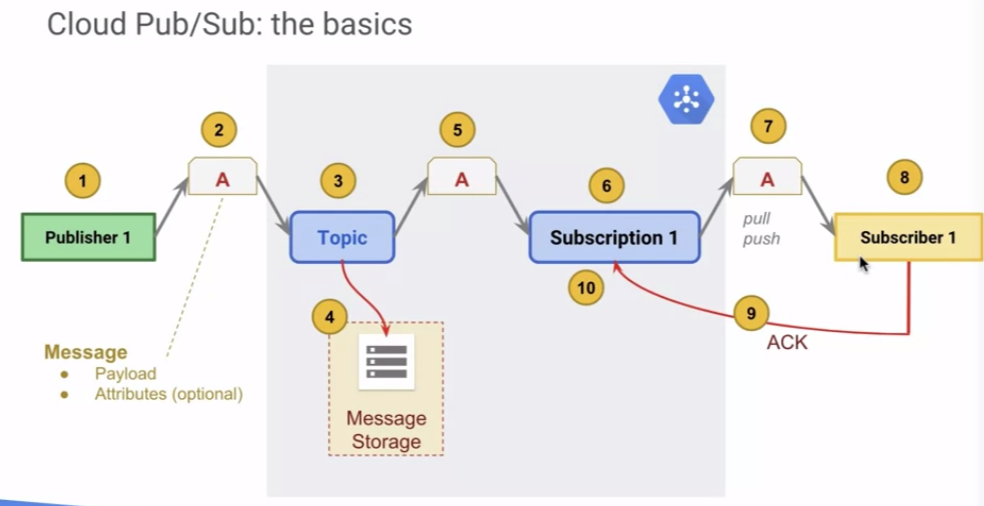 Cloud Pub/Sub: the basics
1
2
3
4
5
6
7
8
9
10
Publisher 1
A
Topic
A
Subscription 1
A
pull
push
Subscriber 1
Message
● Payload
● Attributes (optional)
Message
Storage
ACK